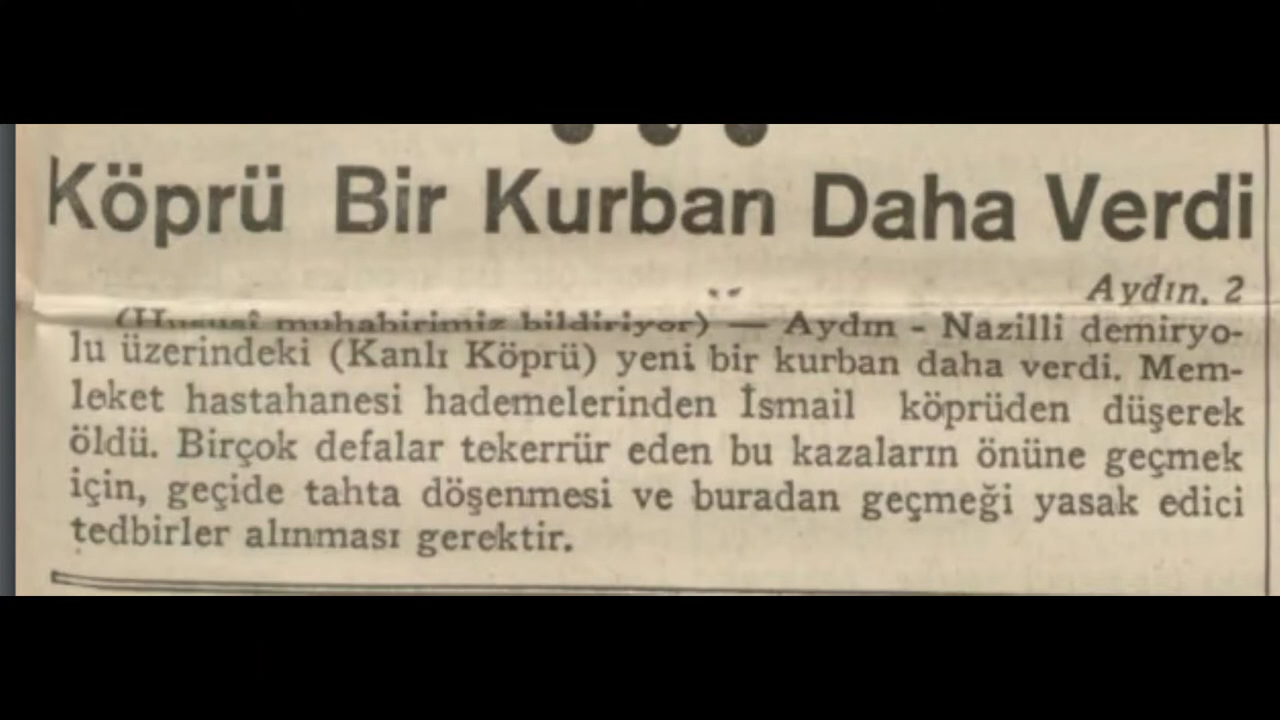 Köprü Bir Kurban Daha Verdi
Aydın, 2
(Hususî muhabirimiz bildiriyor) — Aydın - Nazilli demiryo-
lu üzerindeki (Kanlı Köprü) yeni bir kurban daha verdi. Mem-
leket hastahanesi hademelerinden İsmail köprüden düşerek
öldü. Birçok defalar tekerrür eden bu kazaların önüne geçmek
için, geçide tahta döşenmesi ve buradan geçmeği yasak edici
tedbirler alınması gerektir.